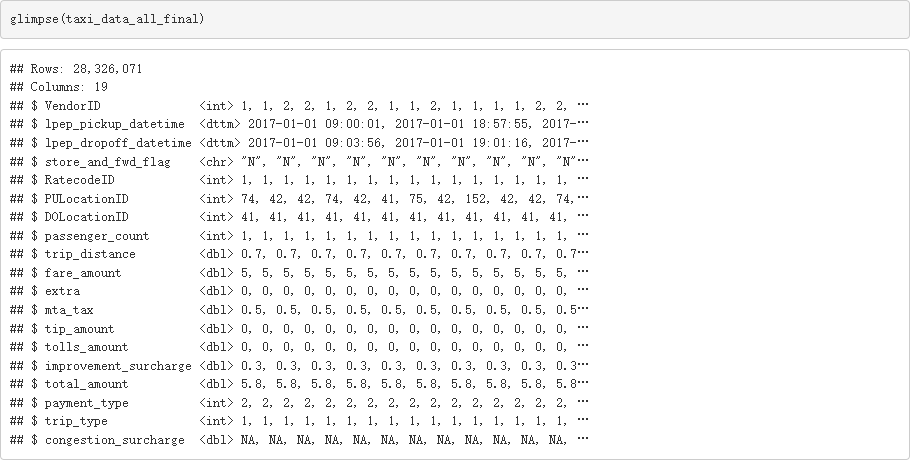 glimpse(taxi_data_all_final)
## Rows: 28,326,071
## Columns: 19
## $ VendorID              <int> 1, 1, 2, 2, 1, 2, 2, 1, 1, 2, 1, 1, 1, 1, 2, 2, …
## $ lpep_pickup_datetime  <dttm> 2017-01-01 09:00:01, 2017-01-01 18:57:55, 2017-…
## $ lpep_dropoff_datetime <dttm> 2017-01-01 09:03:56, 2017-01-01 19:01:16, 2017-…
## $ store_and_fwd_flag    <chr> "N", "N", "N", "N", "N", "N", "N", "N", "N", "N"…
## $ RatecodeID            <int> 1, 1, 1, 1, 1, 1, 1, 1, 1, 1, 1, 1, 1, 1, 1, 1, …
## $ PULocationID          <int> 74, 42, 42, 74, 42, 41, 75, 42, 152, 42, 42, 74,…
## $ DOLocationID          <int> 41, 41, 41, 41, 41, 41, 41, 41, 41, 41, 41, 41, …
## $ passenger_count       <int> 1, 1, 1, 1, 1, 1, 1, 1, 1, 1, 1, 1, 1, 1, 1, 1, …
## $ trip_distance         <dbl> 0.7, 0.7, 0.7, 0.7, 0.7, 0.7, 0.7, 0.7, 0.7, 0.7…
## $ fare_amount           <dbl> 5, 5, 5, 5, 5, 5, 5, 5, 5, 5, 5, 5, 5, 5, 5, 5, …
## $ extra                 <dbl> 0, 0, 0, 0, 0, 0, 0, 0, 0, 0, 0, 0, 0, 0, 0, 0, …
## $ mta_tax               <dbl> 0.5, 0.5, 0.5, 0.5, 0.5, 0.5, 0.5, 0.5, 0.5, 0.5…
## $ tip_amount            <dbl> 0, 0, 0, 0, 0, 0, 0, 0, 0, 0, 0, 0, 0, 0, 0, 0, …
## $ tolls_amount          <dbl> 0, 0, 0, 0, 0, 0, 0, 0, 0, 0, 0, 0, 0, 0, 0, 0, …
## $ improvement_surcharge <dbl> 0.3, 0.3, 0.3, 0.3, 0.3, 0.3, 0.3, 0.3, 0.3, 0.3…
## $ total_amount          <dbl> 5.8, 5.8, 5.8, 5.8, 5.8, 5.8, 5.8, 5.8, 5.8, 5.8…
## $ payment_type          <int> 2, 2, 2, 2, 2, 2, 2, 2, 2, 2, 2, 2, 2, 2, 2, 2, …
## $ trip_type             <int> 1, 1, 1, 1, 1, 1, 1, 1, 1, 1, 1, 1, 1, 1, 1, 1, …
## $ congestion_surcharge  <dbl> NA, NA, NA, NA, NA, NA, NA, NA, NA, NA, NA, NA, …